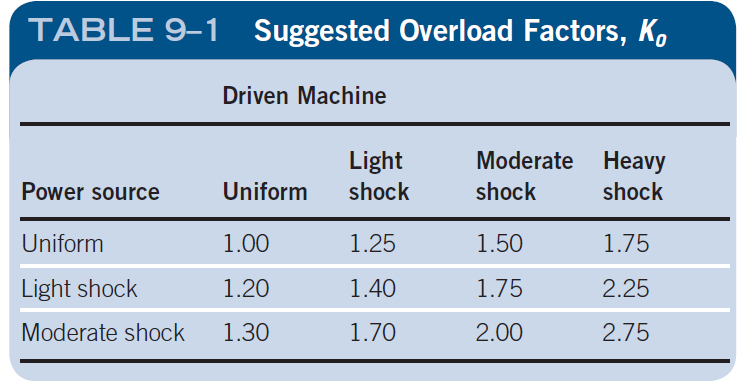 TABLE 9–1 Suggested Overload Factors, Ko
Driven Machine
Power source Uniform Light shock Moderate shock Heavy shock
Uniform 1.00 1.25 1.50 1.75
Light shock 1.20 1.40 1.75 2.25
Moderate shock 1.30 1.70 2.00 2.75